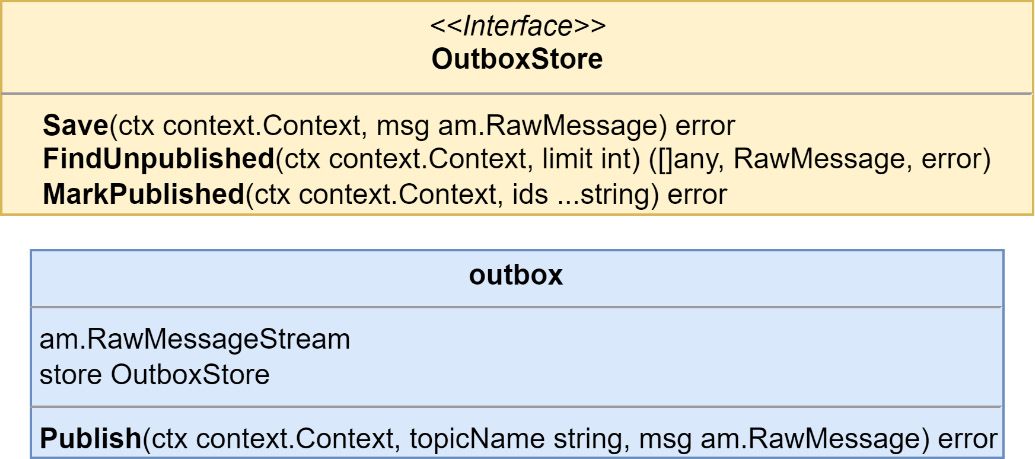 <<Interface>>
OutboxStore
Save(ctx context.Context, msg am.RawMessage) error
FindUnpublished(ctx context.Context, limit int) ([]any, RawMessage, error)
MarkPublished(ctx context.Context, ids ...string) error
outbox
am.RawMessageStream
store OutboxStore
Publish(ctx context.Context, topicName string, msg am.RawMessage) error